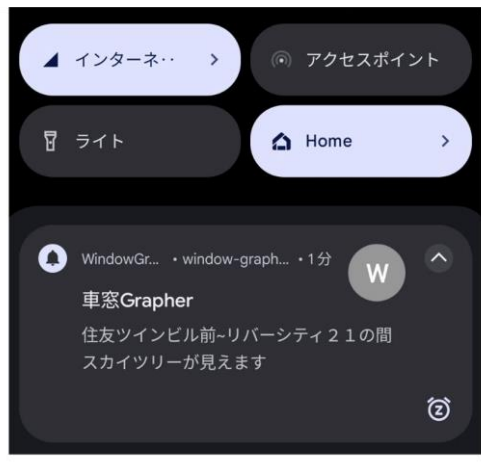 インターネ‥
アクセスポイント
ライト
Home
WindowGr... • window-graph... • 1分
W
車窓Grapher
住友ツインビル前~リバーシティ２１の間
スカイツリーが見えます